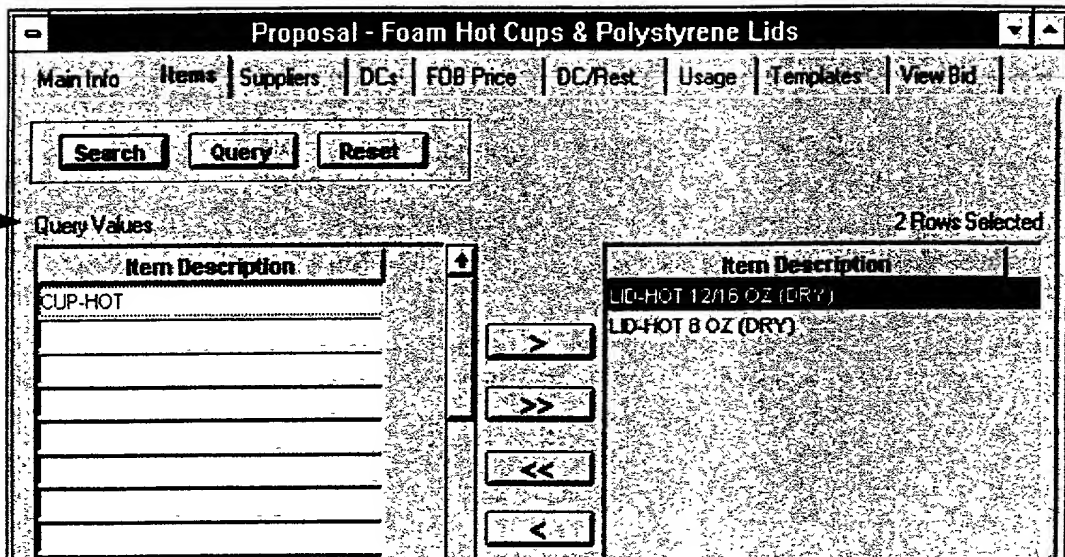 Proposal - Foam Hot Cups & Polystyrene Lids
Main Info Items Suppliers DCs FOB Price DC/Rest Usage Templates View Bid
Search Query Reset
Query Values 2 Rows Selected
Item Description Item Description
CUP-HOT LID-HOT 12/16 OZ (DRY)
LID-HOT 8 OZ (DRY)
>
>>
<<
<